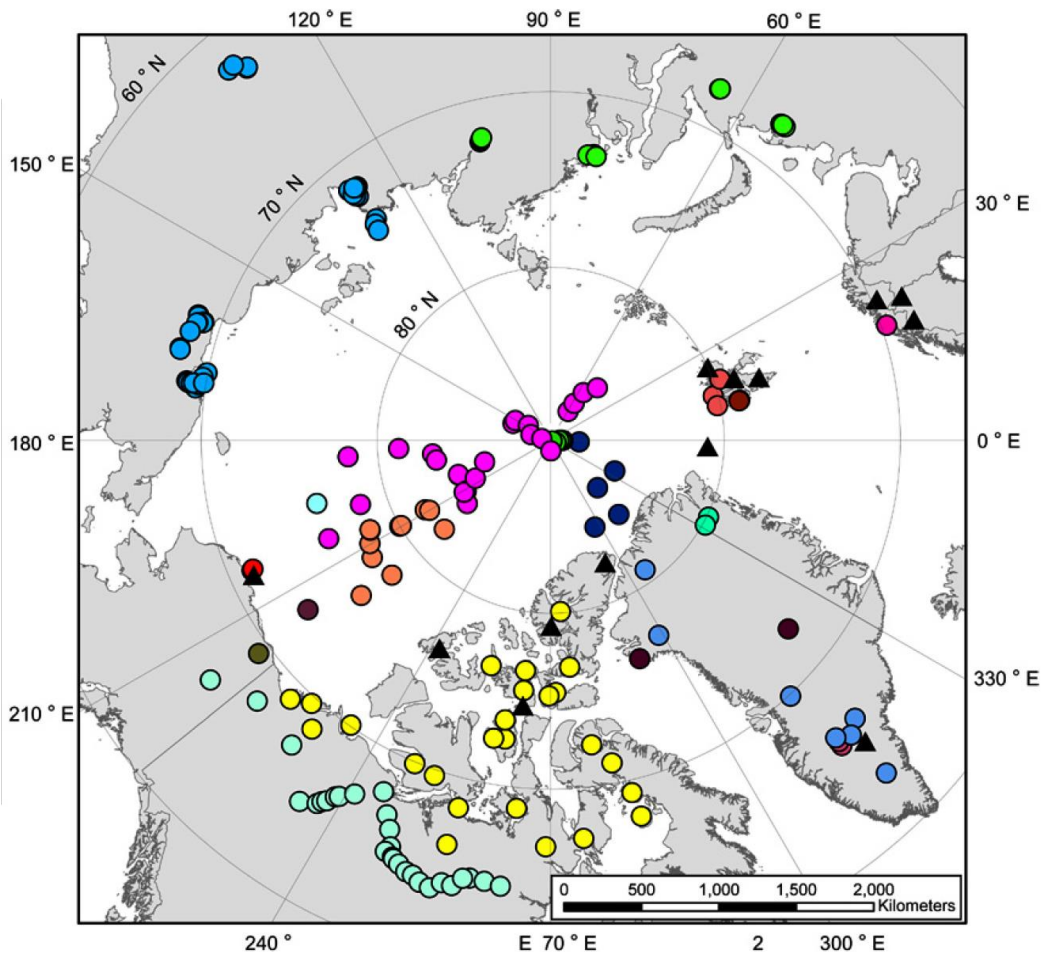 120 ° E
90 ° E
60 ° E
60 ° N
150 ° E
70 ° N
30 ° E
80 ° N
180 ° E
0 ° E
210 ° E
330 ° E
0 500 1,000 1,500 2,000
Kilometers
240 °
E 70 ° E
2 300 ° E